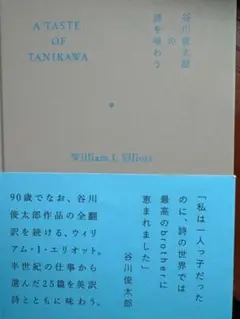 A TASTE
OF
TANIKAWA
谷川俊太郎
の
詩を味わう
William I. Elliott
「私は一人っ子だった
のに、詩の世界では
最高のbrotherに
恵まれました」
谷川俊太郎
90歳でなお、谷川
俊太郎作品の全翻
訳を続ける、ウィリ
アム・I・エリオット。
半世紀の仕事から
選んだ25篇を英訳
詩とともに味わう。